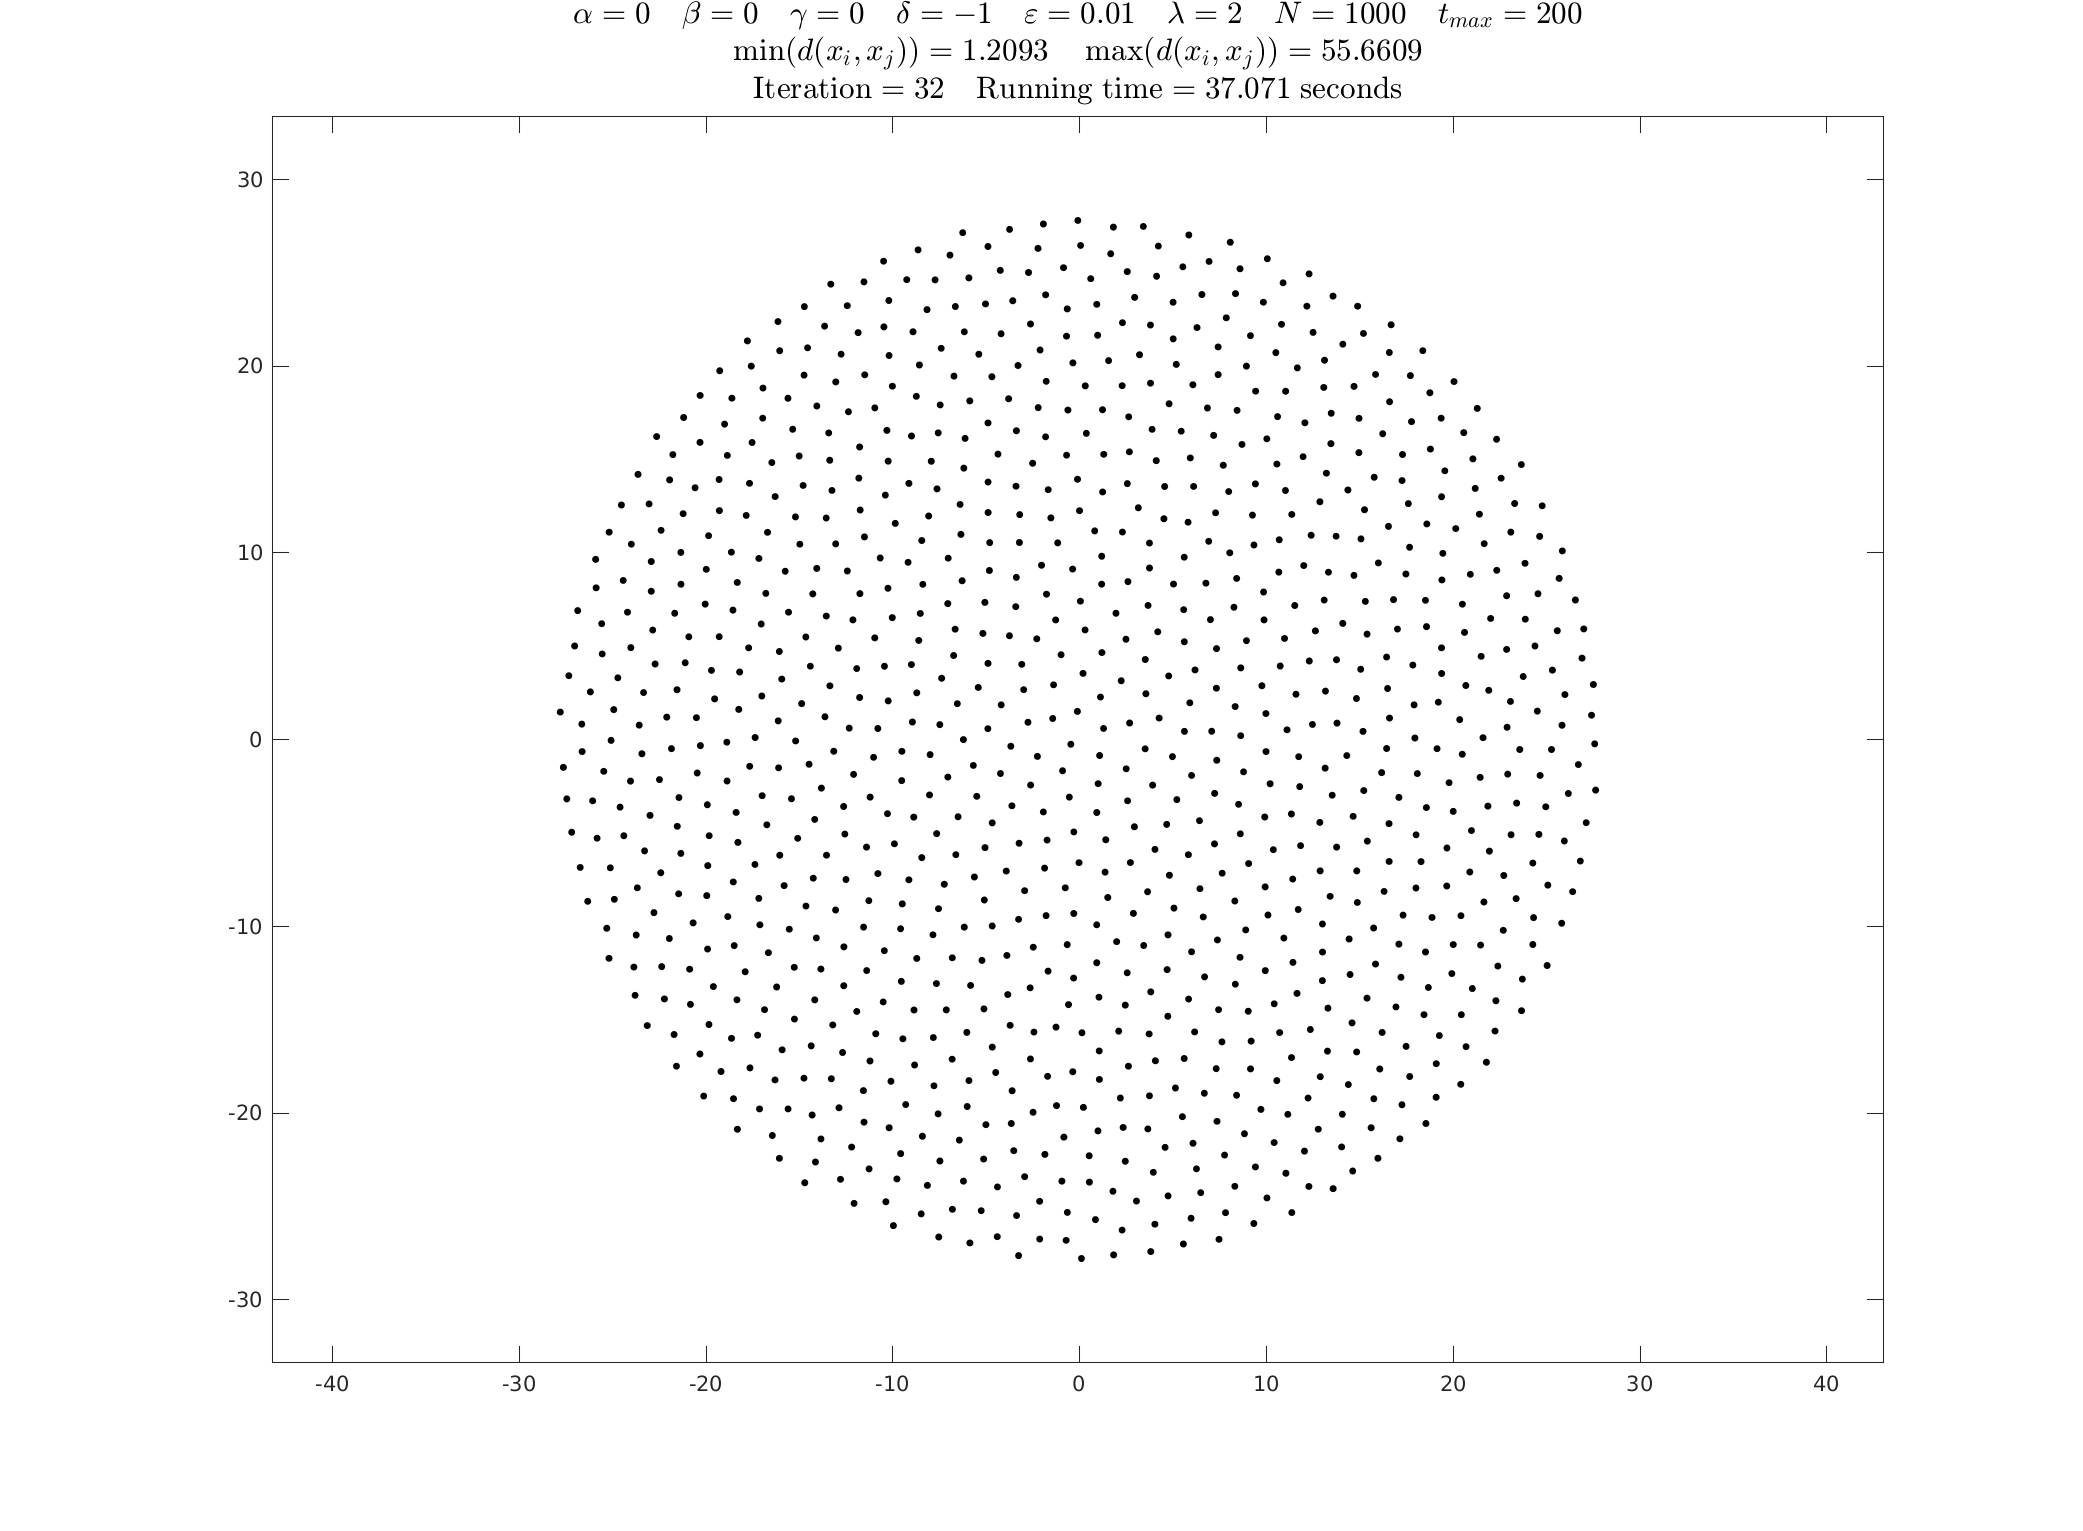 α = 0 β = 0 γ = 0 δ = −1 ε = 0.01 λ = 2 N = 1000 t_max = 200
min(d(x_i, x_j)) = 1.2093 max(d(x_i, x_j)) = 55.6609
Iteration = 32 Running time = 37.071 seconds
30
20
10
0
-10
-20
-30
-40 -30 -20 -10 0 10 20 30 40